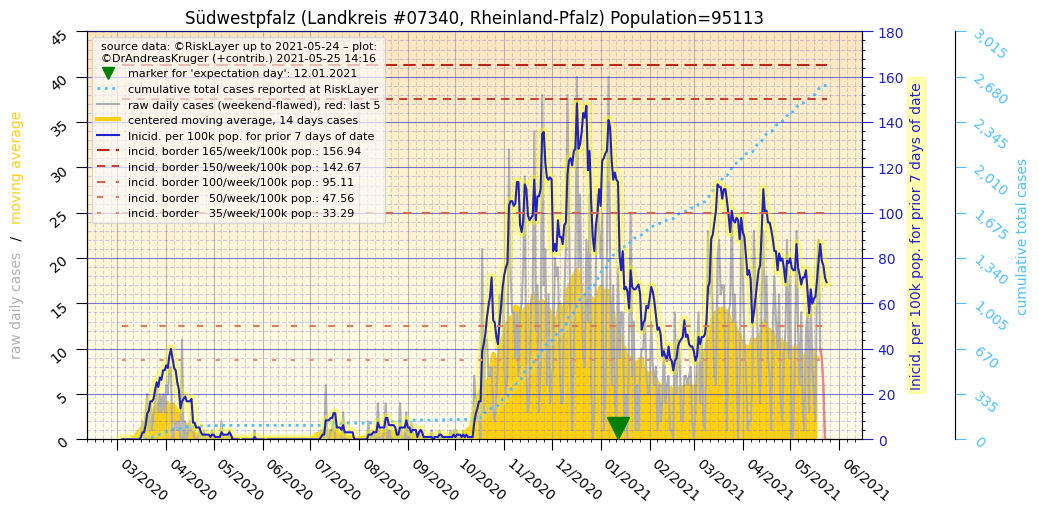 Südwestpfalz (Landkreis #07340, Rheinland-Pfalz) Population=95113
source data: ©RiskLayer up to 2021-05-24 – plot:
©DrAndreasKruger (+contrib.) 2021-05-25 14:16
marker for 'expectation day': 12.01.2021
cumulative total cases reported at RiskLayer
raw daily cases (weekend-flawed), red: last 5
centered moving average, 14 days cases
Inicid. per 100k pop. for prior 7 days of date
incid. border 165/week/100k pop.: 156.94
incid. border 150/week/100k pop.: 142.67
incid. border 100/week/100k pop.: 95.11
incid. border   50/week/100k pop.: 47.56
incid. border   35/week/100k pop.: 33.29
raw daily cases / moving average
45
40
35
30
25
20
15
10
5
0
180
160
140
120
100
80
60
40
20
0
Inicid. per 100k pop. for prior 7 days of date
3,015
2,680
2,345
2,010
1,675
1,340
1,005
670
335
0
cumulative total cases
03/2020
04/2020
05/2020
06/2020
07/2020
08/2020
09/2020
10/2020
11/2020
12/2020
01/2021
02/2021
03/2021
04/2021
05/2021
06/2021